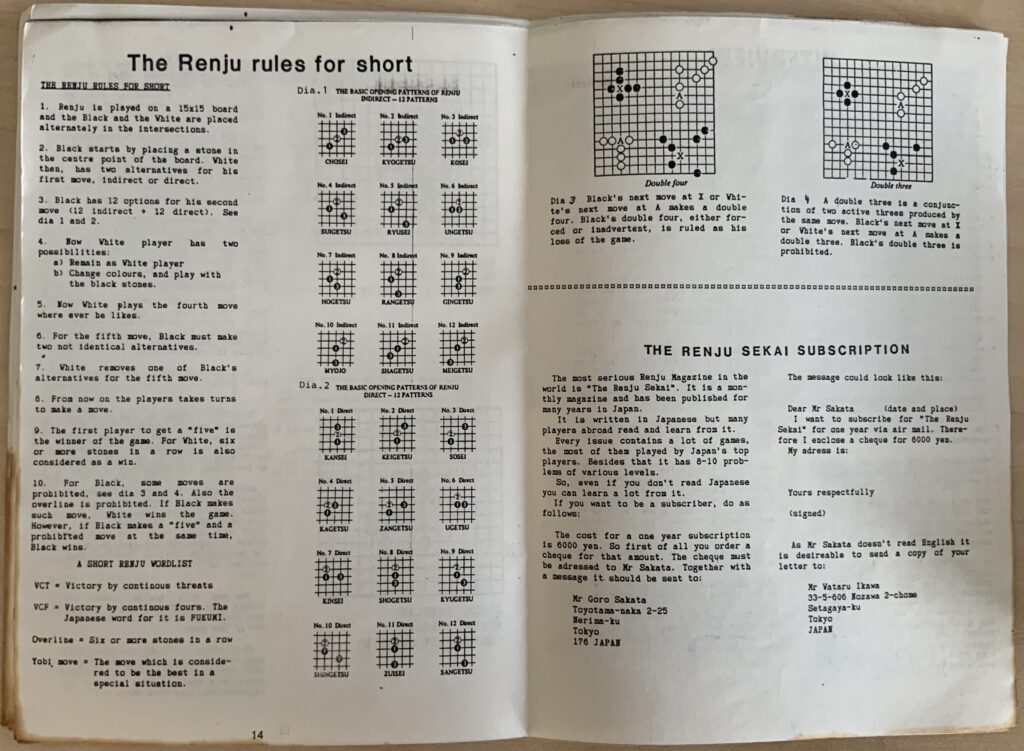 The Renju rules for short
THE RENJU RULES FOR SHORT
1. Renju is played on a 15x15 board
and the Black and the White are placed
alternately in the intersections.
2. Black starts by placing a stone in
the centre point of the board. White
then, has two alternatives for his
first move, indirect or direct.
3. Black has 12 options for his second
move (12 indirect + 12 direct). See
dia 1 and 2.
4. Now White player has two
possibilities:
a) Remain as White player
b) Change colours, and play with
the black stones.
5. Now White plays the fourth move
where ever he likes.
6. For the fifth move, Black must make
two not identical alternatives.
7. White removes one of Black's
alternatives for the fifth move.
8. From now on the players takes turns
to make a move.
9. The first player to get a "five" is
the winner of the game. For White, six
or more stones in a row is also
considered as a win.
10. For Black, some moves are
prohibited, see dia 3 and 4. Also the
overline is prohibited. If Black makes
such move, White wins the game.
However, if Black makes a "five" and a
prohibited move at the same time,
Black wins.
A SHORT RENJU WORDLIST
VCT = Victory by continous threats
VCF = Victory by continous fours. The
Japanese word for it is FUKUMI.
Overline = Six or more stones in a row
Yobi move = The move which is conside-
red to be the best in a
special situation.
14
Dia.1 THE BASIC OPENING PATTERNS OF RENJU
INDIRECT – 12 PATTERNS
No. 1 Indirect No. 2 Indirect No. 3 Indirect
CHOSEI KYOGETSU KOSEI
No. 4 Indirect No. 5 Indirect No. 6 Indirect
SUIGETSU RYUSEI UNGETSU
No. 7 Indirect No. 8 Indirect No. 9 Indirect
HOGETSU RANGETSU GINGETSU
No. 10 Indirect No. 11 Indirect No. 12 Indirect
MYOJO SHAGETSU MEIGETSU
Dia.2 THE BASIC OPENING PATTERNS OF RENJU
DIRECT – 12 PATTERNS
No. 1 Direct No. 2 Direct No. 3 Direct
KANSEI KEIGETSU SOSEI
No. 4 Direct No. 5 Direct No. 6 Direct
KAGETSU ZANGETSU UGETSU
No. 7 Direct No. 8 Direct No. 9 Direct
KINSEI SHOGETSU KYUGETSU
No. 10 Direct No. 11 Direct No. 12 Direct
SHINGETSU ZUISEI SANGETSU
X A A X
Double four
Dia 3 Black's next move at X or Whi-
te's next move at A makes a double
four. Black's double four, either for-
ced or inadvertent, is ruled as his
loss of the game.
X A A X
Double three
Dia 4 A double three is a conjunc-
tion of two active threes produced by
the same move. Black's next move at X
or White's next move at A makes a
double three. Black's double three is
prohibited.
THE RENJU SEKAI SUBSCRIPTION
The most serious Renju Magazine in the
world is "The Renju Sekai". It is a mon-
thly magazine and has been published for
many years in Japan.
It is written in Japanese but many
players abroad read and learn from it.
Every issue contains a lot of games,
the most of them played by Japan's top
players. Besides that it has 8-10 prob-
lems of various levels.
So, even if you don't read Japanese
you can learn a lot from it.
If you want to be a subscriber, do as
follows:
The cost for a one year subscription
is 6000 yen. So first of all you order a
cheque for that amount. The cheque must
be adressed to Mr Sakata. Together with
a message it should be sent to:
Mr Goro Sakata
Toyotama-naka 2-25
Nerima-ku
Tokyo
176 JAPAN
The message could look like this:
Dear Mr Sakata (date and place)
I want to subscribe for "The Renju
Sekai" for one year via air mail. There-
fore I enclose a cheque for 6000 yen.
My adress is:
Yours respectfully
(signed)
As Mr Sakata doesn't read English it
is desireable to send a copy of your
letter to:
Mr Wataru Ikawa
33-5-606 Nozawa 2-chome
Setagaya-ku
Tokyo
JAPAN